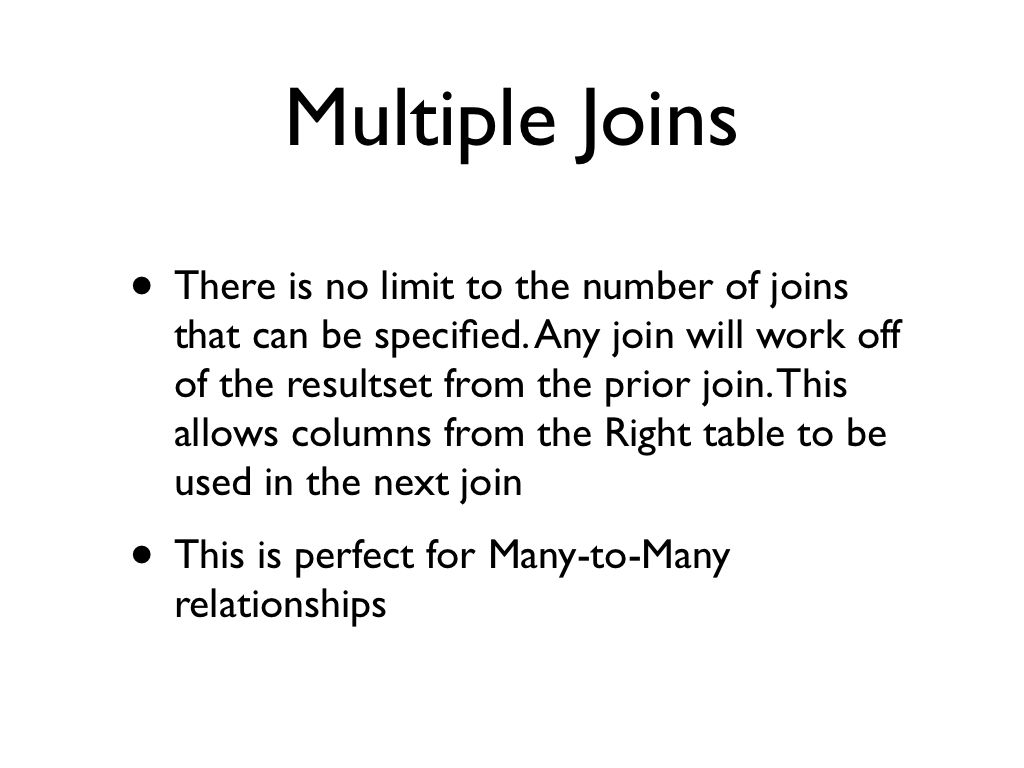 Multiple Joins
• There is no limit to the number of joins
that can be specified. Any join will work off
of the resultset from the prior join. This
allows columns from the Right table to be
used in the next join
• This is perfect for Many-to-Many
relationships